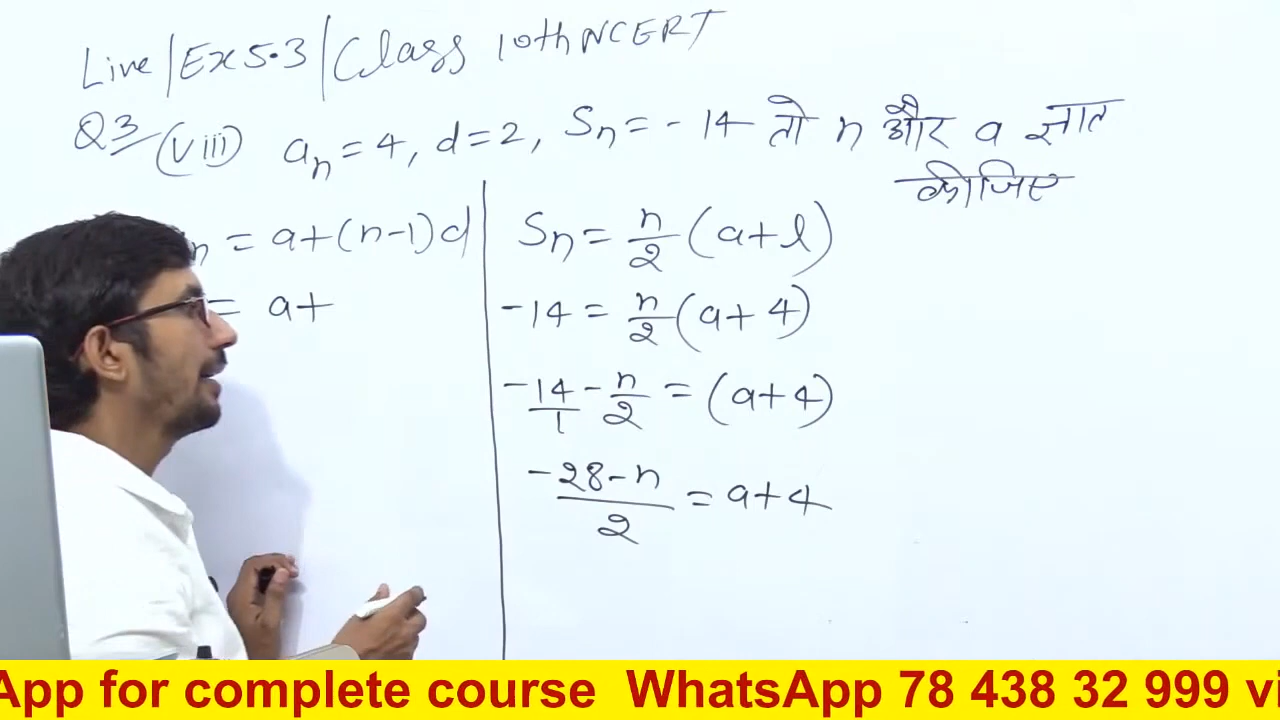 Live/Ex 5.3/Class 10th NCERT
Q3 (viii) aₙ = 4, d = 2, Sₙ = - 14 तो n और a ज्ञात
कीजिए
n = a+(n-1)d
= a+
Sₙ = n/2 (a+l)
-14 = n/2 (a+4)
-14/1 - n/2 = (a+4)
-28-n/2 = a+4
App for complete course WhatsApp 78 438 32 999 vi